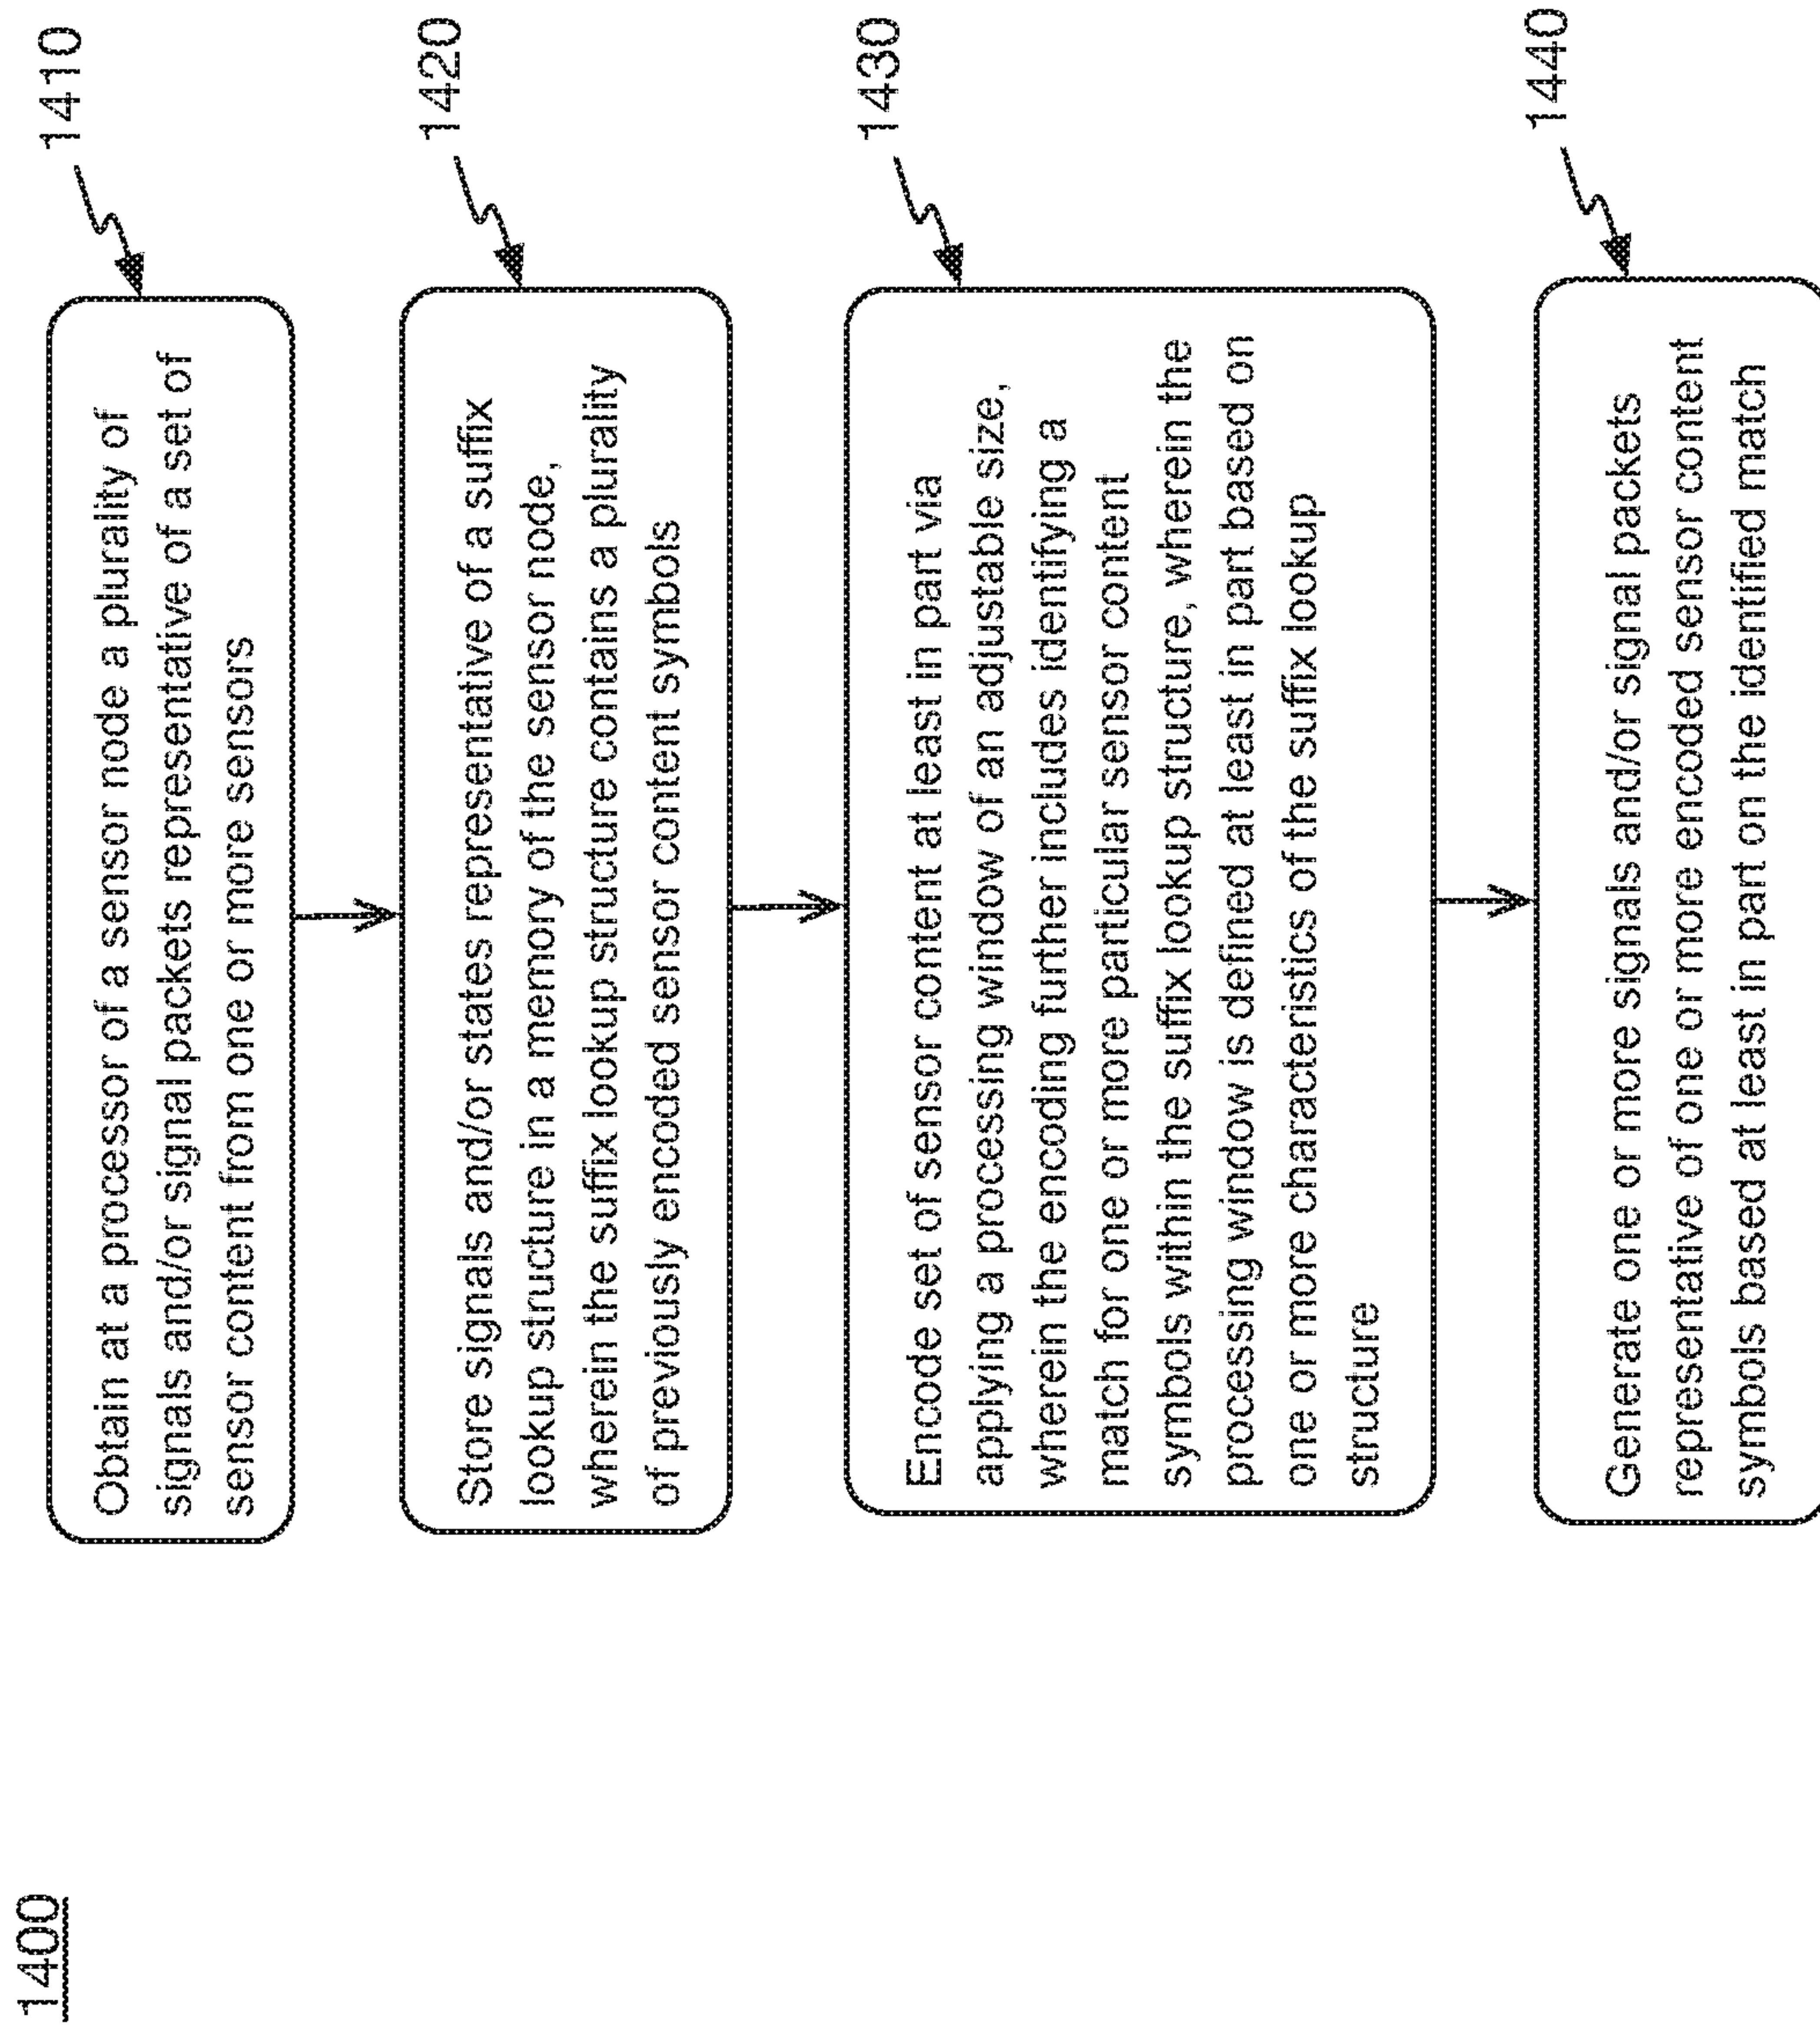 1400
1410
Obtain at a processor of a sensor node a plurality of
signals and/or signal packets representative of a set of
sensor content from one or more sensors
1420
Store signals and/or states representative of a suffix
lookup structure in a memory of the sensor node,
wherein the suffix lookup structure contains a plurality
of previously encoded sensor content symbols
1430
Encode set of sensor content at least in part via
applying a processing window of an adjustable size,
wherein the encoding further includes identifying a
match for one or more particular sensor content
symbols within the suffix lookup structure, wherein the
processing window is defined at least in part based on
one or more characteristics of the suffix lookup
structure
1440
Generate one or more signals and/or signal packets
representative of one or more encoded sensor content
symbols based at least in part on the identified match